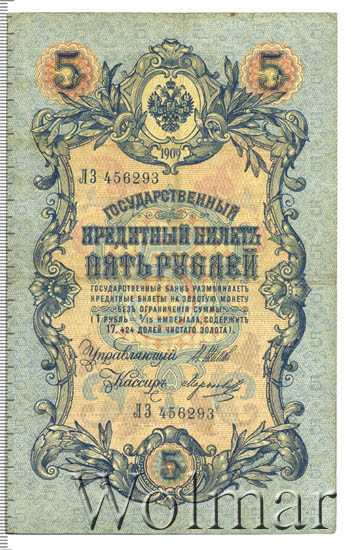 5 5
1909
ЛЗ 456293
ГОСУДАРСТВЕННЫЙ
КРЕДИТНЫЙ БИЛЕТЪ
ПЯТЬ РУБЛЕЙ
ГОСУДАРСТВЕННЫЙ БАНКЪ РАЗМѢНИВАЕТЪ
КРЕДИТНЫЕ БИЛЕТЫ НА ЗОЛОТУЮ МОНЕТУ
БЕЗЪ ОГРАНИЧЕНІЯ СУММЫ
(1 РУБЛЬ = 1/15 ИМПЕРІАЛА, СОДЕРЖИТЪ
17,424 ДОЛЕЙ ЧИСТАГО ЗОЛОТА).
Управляющій
Кассиръ
ЛЗ 456293
5
Wolmar